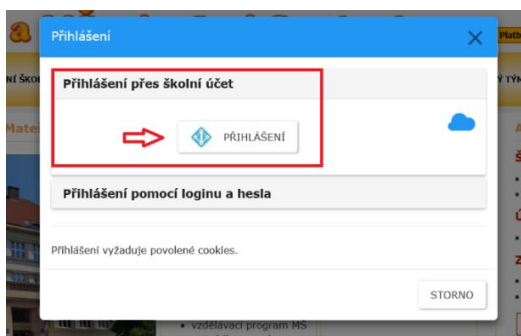 Přihlášení
Přihlášení přes školní účet
PŘIHLÁŠENÍ
Přihlášení pomocí loginu a hesla
Přihlášení vyžaduje povolené cookies.
STORNO
vzdělávací program MŠ